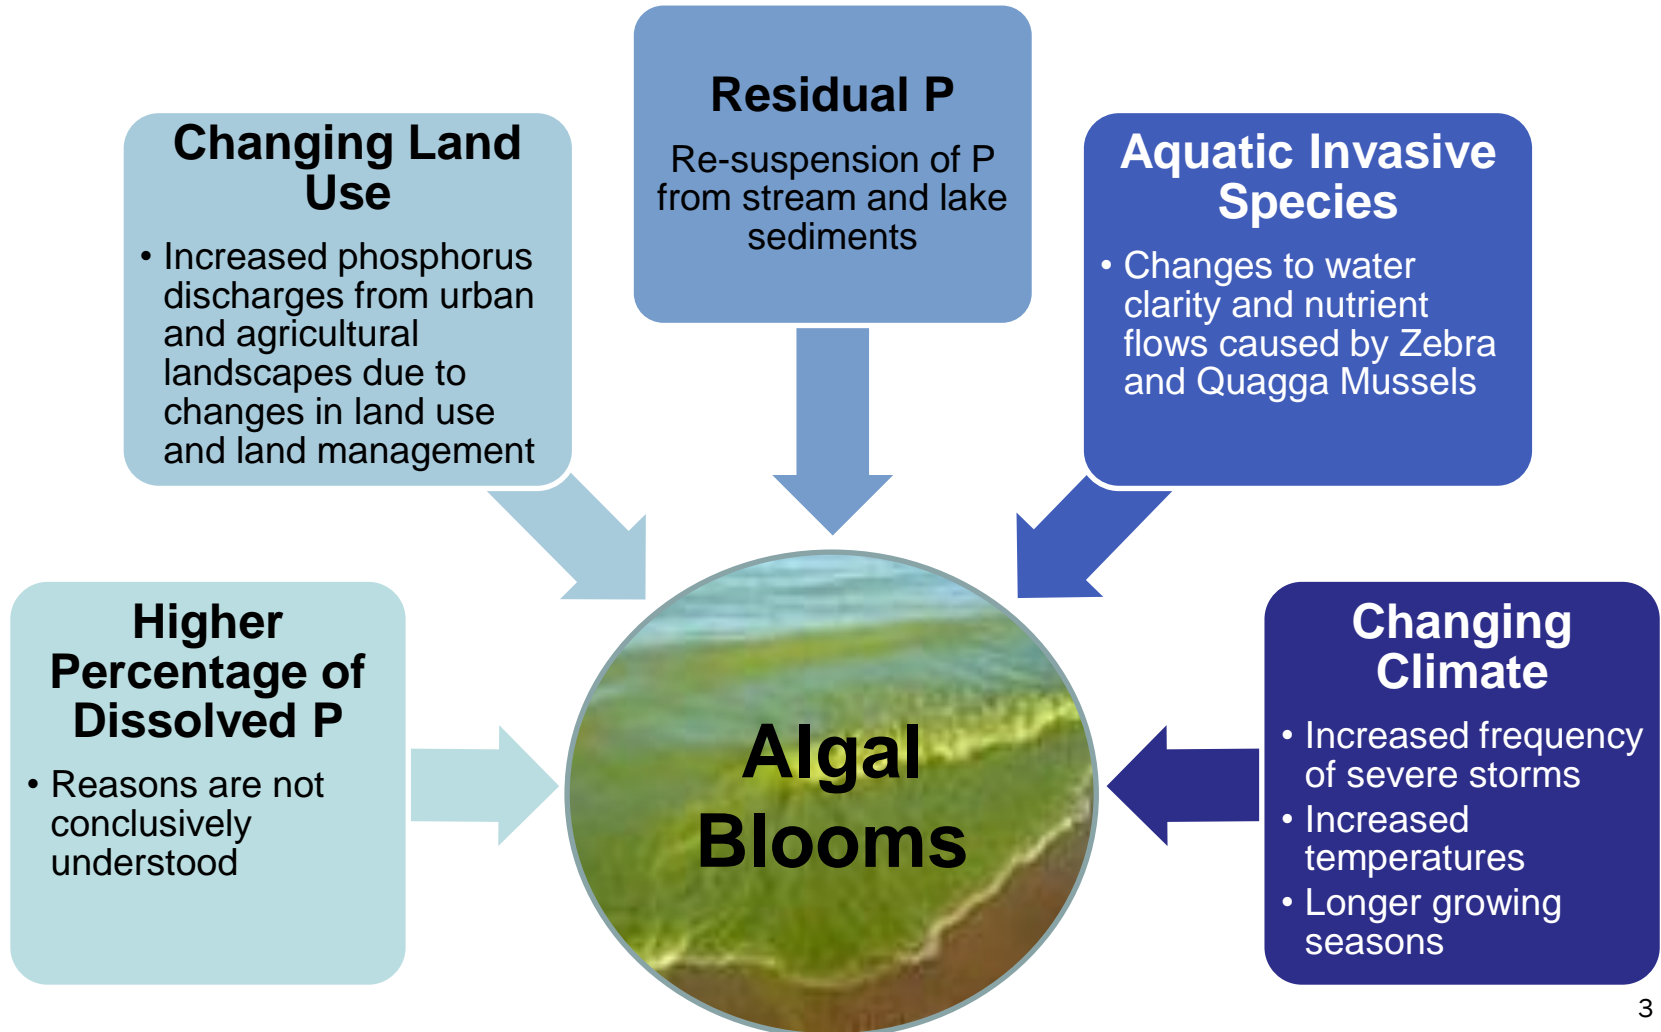 Residual P
Re-suspension of P
from stream and lake
sediments
Changing Land
Use
• Increased phosphorus
discharges from urban
and agricultural
landscapes due to
changes in land use
and land management
Aquatic Invasive
Species
• Changes to water
clarity and nutrient
flows caused by Zebra
and Quagga Mussels
Higher
Percentage of
Dissolved P
• Reasons are not
conclusively
understood
Algal
Blooms
Changing
Climate
• Increased frequency
of severe storms
• Increased
temperatures
• Longer growing
seasons
3